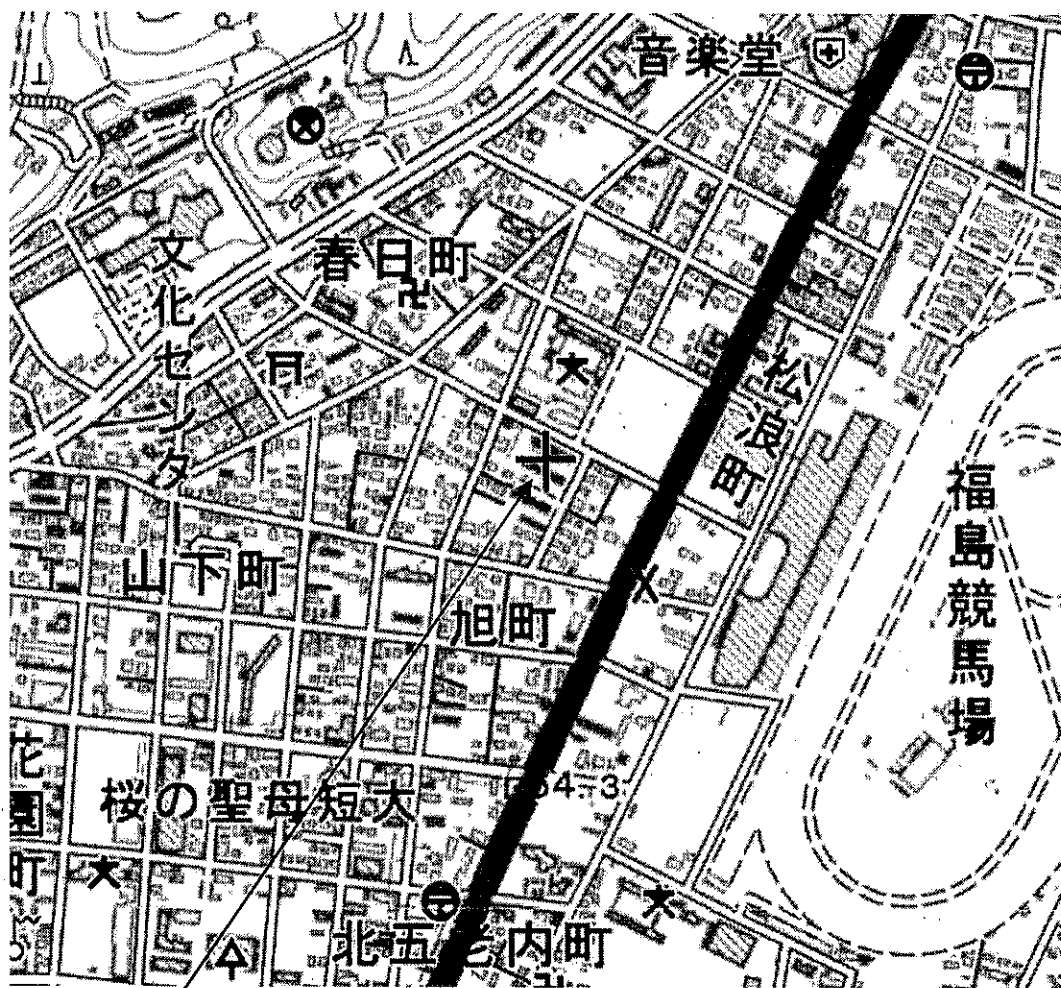 音楽堂
文化センタ
春日町
松浪町
福島競馬場
山下町
旭町
花園町
桜の聖母短大
64.3
北五老内町